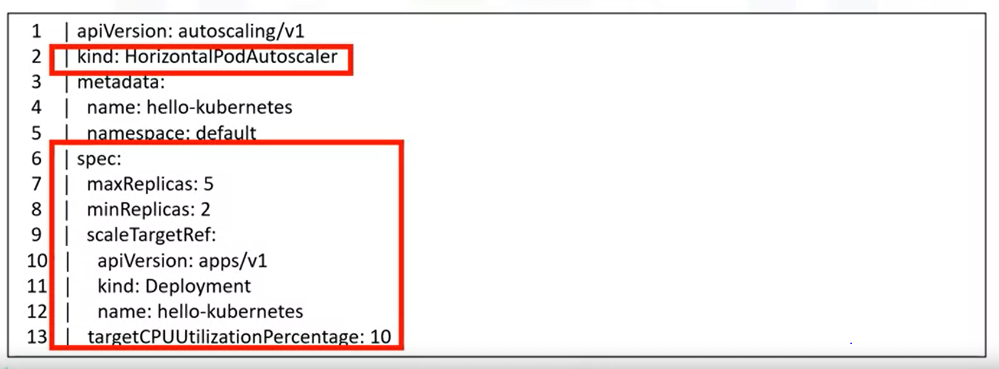 1 | apiVersion: autoscaling/v1
2 | kind: HorizontalPodAutoscaler
3 | metadata:
4 |   name: hello-kubernetes
5 |   namespace: default
6 | spec:
7 |   maxReplicas: 5
8 |   minReplicas: 2
9 |   scaleTargetRef:
10 |     apiVersion: apps/v1
11 |     kind: Deployment
12 |     name: hello-kubernetes
13 |   targetCPUUtilizationPercentage: 10